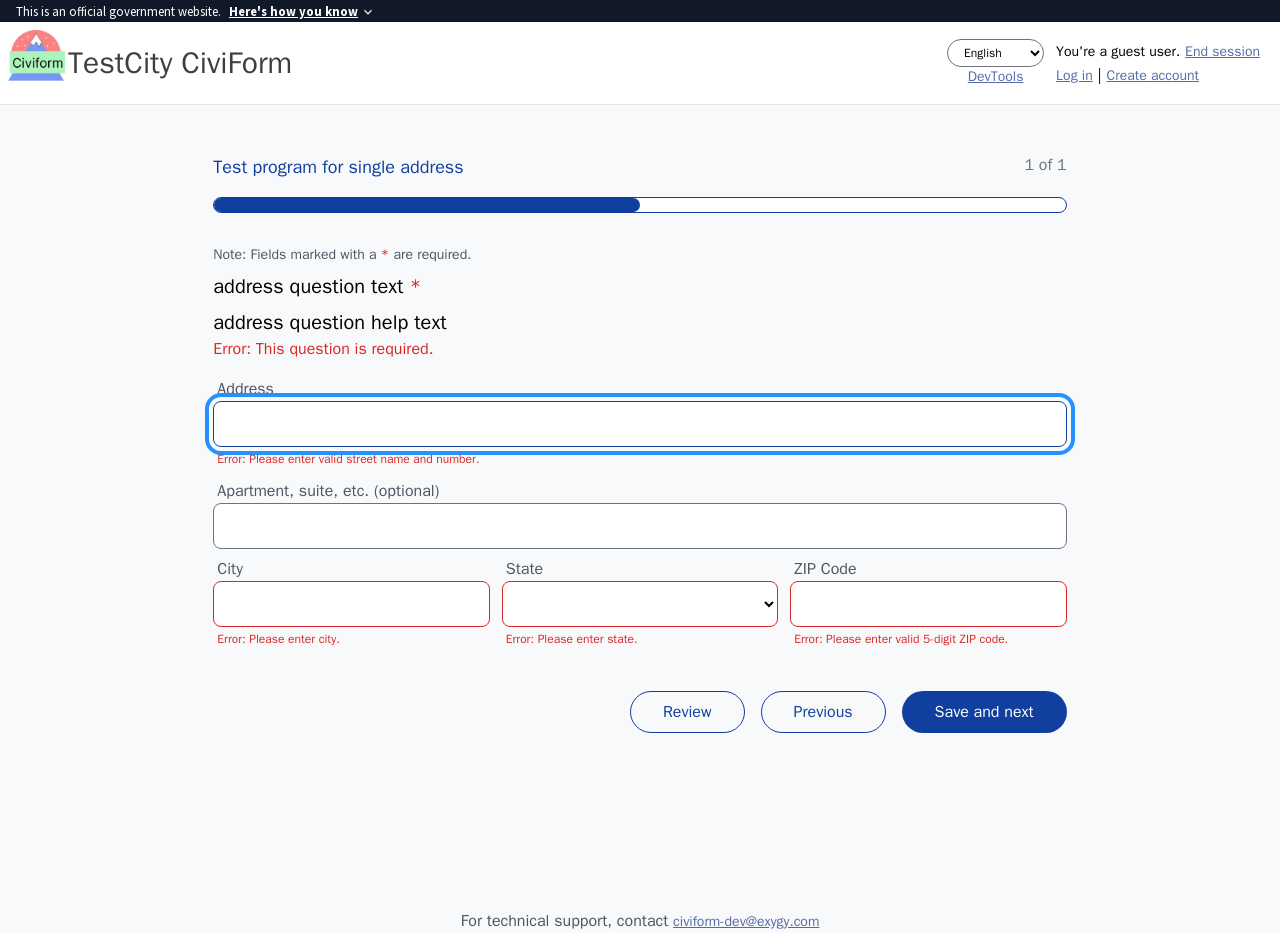 This is an official government website. Here's how you know
Civiform
TestCity CiviForm
English
DevTools
You're a guest user. End session
Log in | Create account
Test program for single address
1 of 1
Note: Fields marked with a * are required.
address question text *
address question help text
Error: This question is required.
Address
Error: Please enter valid street name and number.
Apartment, suite, etc. (optional)
City State ZIP Code
Error: Please enter city. Error: Please enter state. Error: Please enter valid 5-digit ZIP code.
Review Previous Save and next
For technical support, contact civiform-dev@exygy.com